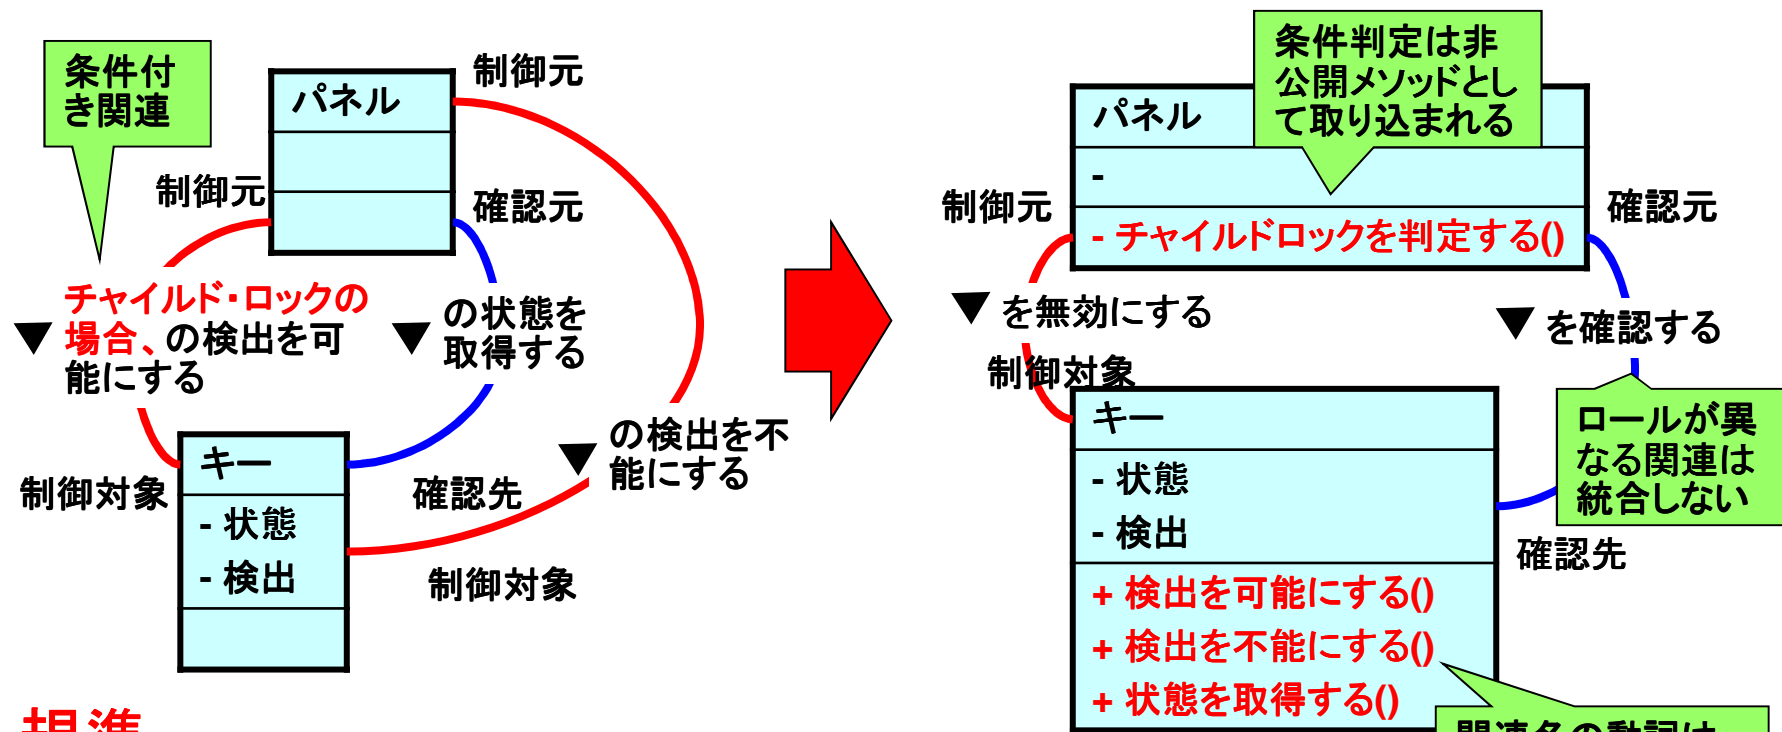 条件付
き関連
パネル
制御元
制御元
確認元
チャイルド・ロックの
場合、の検出を可
能にする
の状態を
取得する
の検出を不
能にする
キー
- 状態
- 検出
制御対象
確認先
制御対象
条件判定は非
公開メソッドとし
て取り込まれる
パネル
-
- チャイルドロックを判定する()
制御元
確認元
を無効にする
を確認する
制御対象
キー
- 状態
- 検出
+ 検出を可能にする()
+ 検出を不能にする()
+ 状態を取得する()
ロールが異
なる関連は
統合しない
確認先
関連名の動詞は